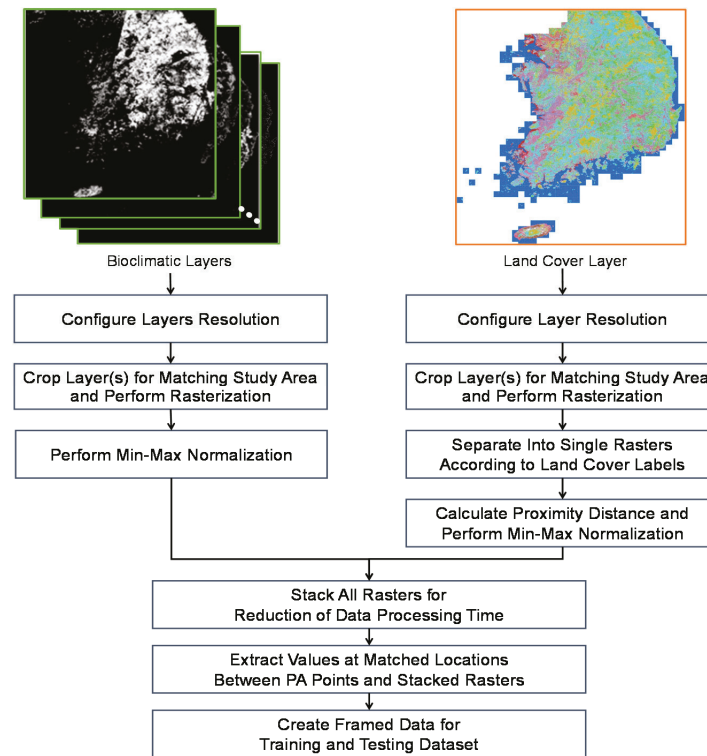 Bioclimatic Layers
Land Cover Layer
Configure Layers Resolution
Configure Layer Resolution
Crop Layer(s) for Matching Study Area
and Perform Rasterization
Crop Layer(s) for Matching Study Area
and Perform Rasterization
Perform Min-Max Normalization
Separate Into Single Rasters
According to Land Cover Labels
Calculate Proximity Distance and
Perform Min-Max Normalization
Stack All Rasters for
Reduction of Data Processing Time
Extract Values at Matched Locations
Between PA Points and Stacked Rasters
Create Framed Data for
Training and Testing Dataset